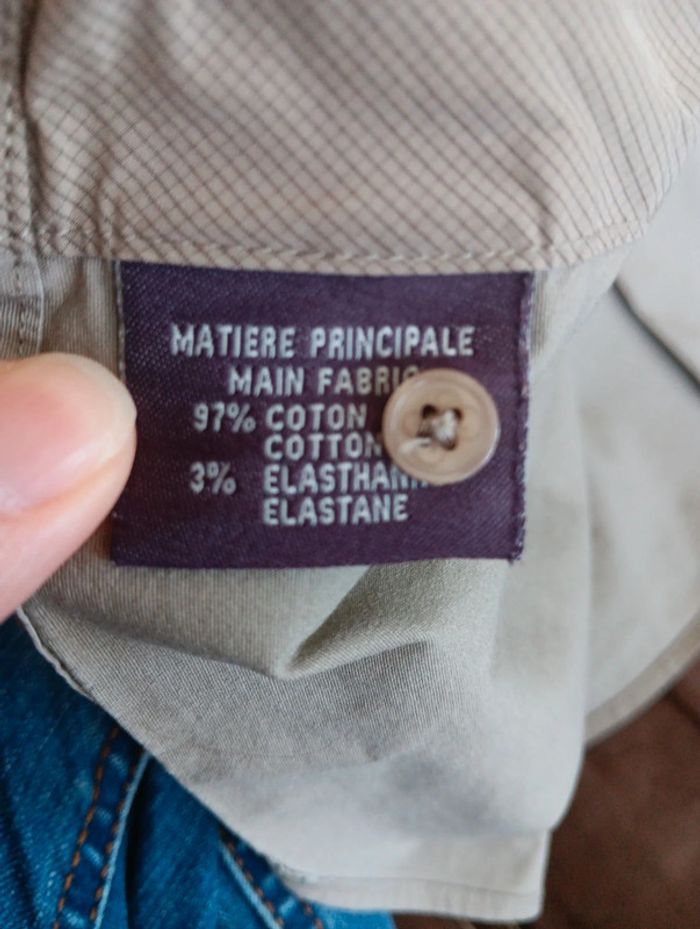 MATIERE PRINCIPALE
MAIN FABRIC
97% COTON
COTTON
3%
ELASTANE